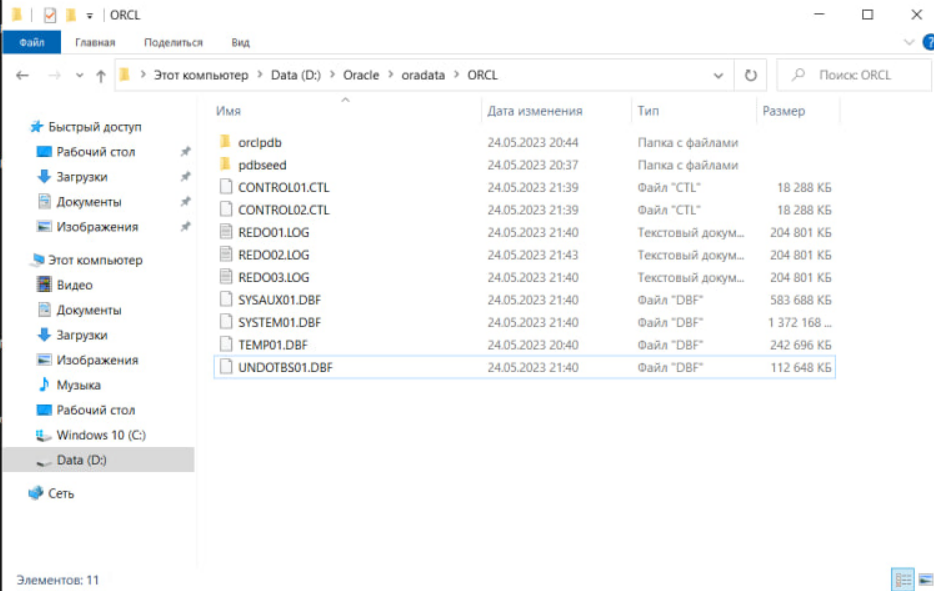 ORCL
Файл Главная Поделиться Вид
Этот компьютер > Data (D:) > Oracle > oradata > ORCL
Поиск: ORCL
Быстрый доступ
Рабочий стол
Загрузки
Документы
Изображения
Этот компьютер
Видео
Документы
Загрузки
Изображения
Музыка
Рабочий стол
Windows 10 (C:)
Data (D:)
Сеть
Имя Дата изменения Тип Размер
orclpdb 24.05.2023 20:44 Папка с файлами
pdbseed 24.05.2023 20:37 Папка с файлами
CONTROL01.CTL 24.05.2023 21:39 Файл "CTL" 18 288 КБ
CONTROL02.CTL 24.05.2023 21:39 Файл "CTL" 18 288 КБ
REDO01.LOG 24.05.2023 21:40 Текстовый докум... 204 801 КБ
REDO02.LOG 24.05.2023 21:43 Текстовый докум... 204 801 КБ
REDO03.LOG 24.05.2023 21:40 Текстовый докум... 204 801 КБ
SYSAUX01.DBF 24.05.2023 21:40 Файл "DBF" 583 688 КБ
SYSTEM01.DBF 24.05.2023 21:40 Файл "DBF" 1 372 168 ...
TEMP01.DBF 24.05.2023 20:40 Файл "DBF" 242 696 КБ
UNDOTBS01.DBF 24.05.2023 21:40 Файл "DBF" 112 648 КБ
Элементов: 11